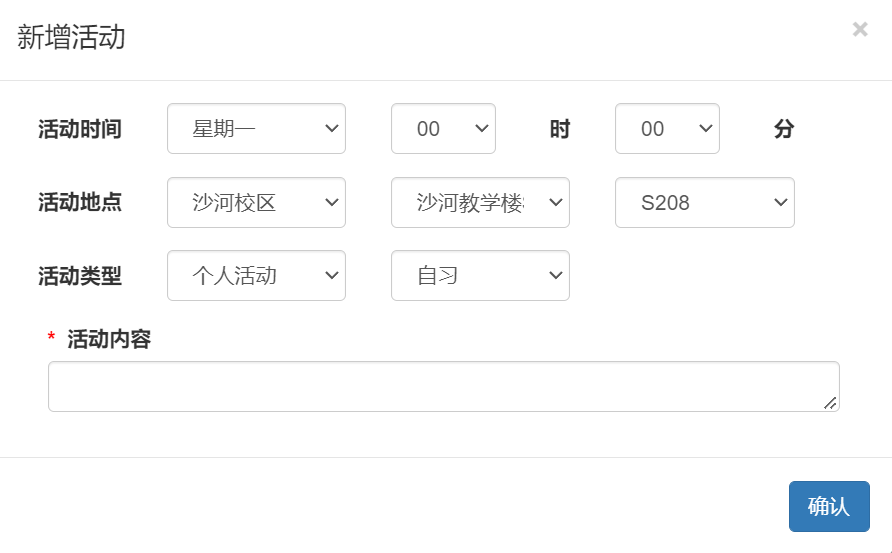 新增活动 ×
活动时间 星期一 00 时 00 分
活动地点 沙河校区 沙河教学楼 S208
活动类型 个人活动 自习
* 活动内容
确认